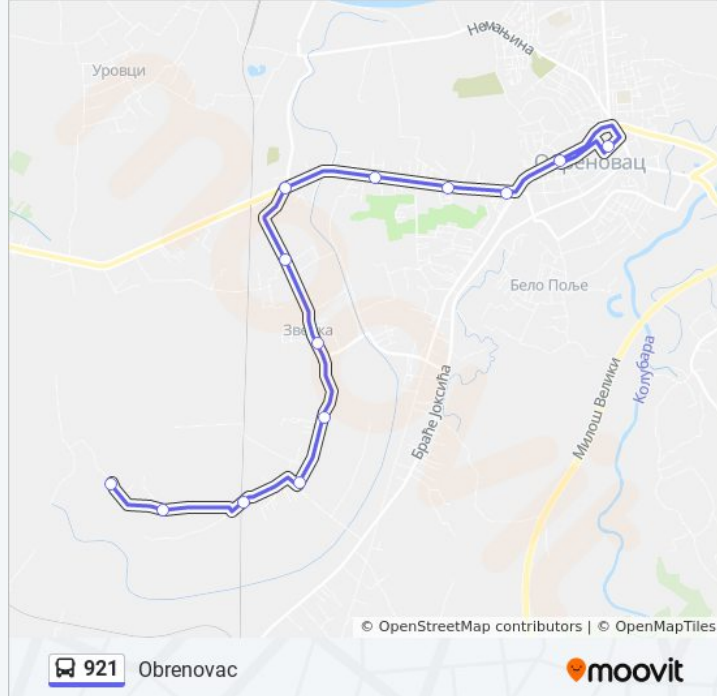 Немањина
Уровци
Обреновац
Бело Поље
Звечка
Колубара
Браће Јоксића
Милош Велики
© OpenStreetMap contributors | © OpenMapTiles
921 Obrenovac
moovit